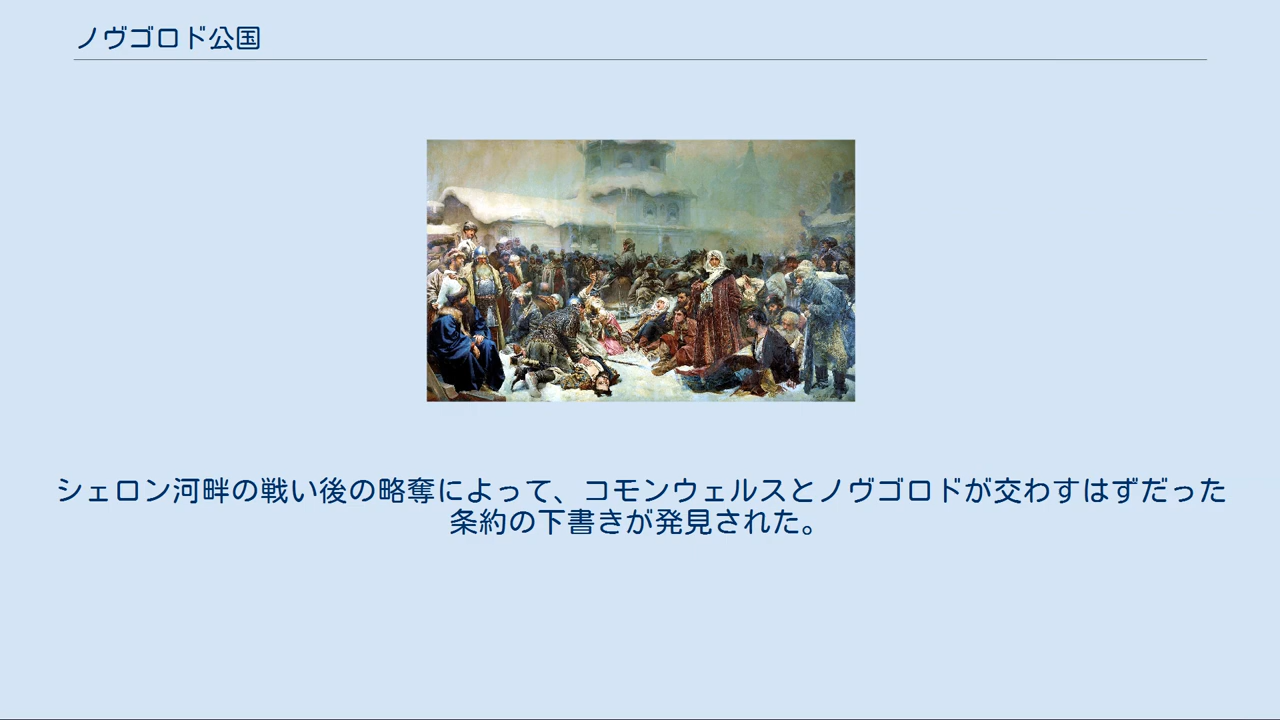 ノヴゴロド公国
シェロン河畔の戦い後の略奪によって、コモンウェルスとノヴゴロドが交わすはずだった
条約の下書きが発見された。